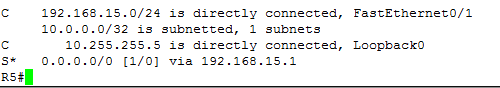 C    192.168.15.0/24 is directly connected, FastEthernet0/1
     10.0.0.0/32 is subnetted, 1 subnets
C       10.255.255.5 is directly connected, Loopback0
S*   0.0.0.0/0 [1/0] via 192.168.15.1
R5#